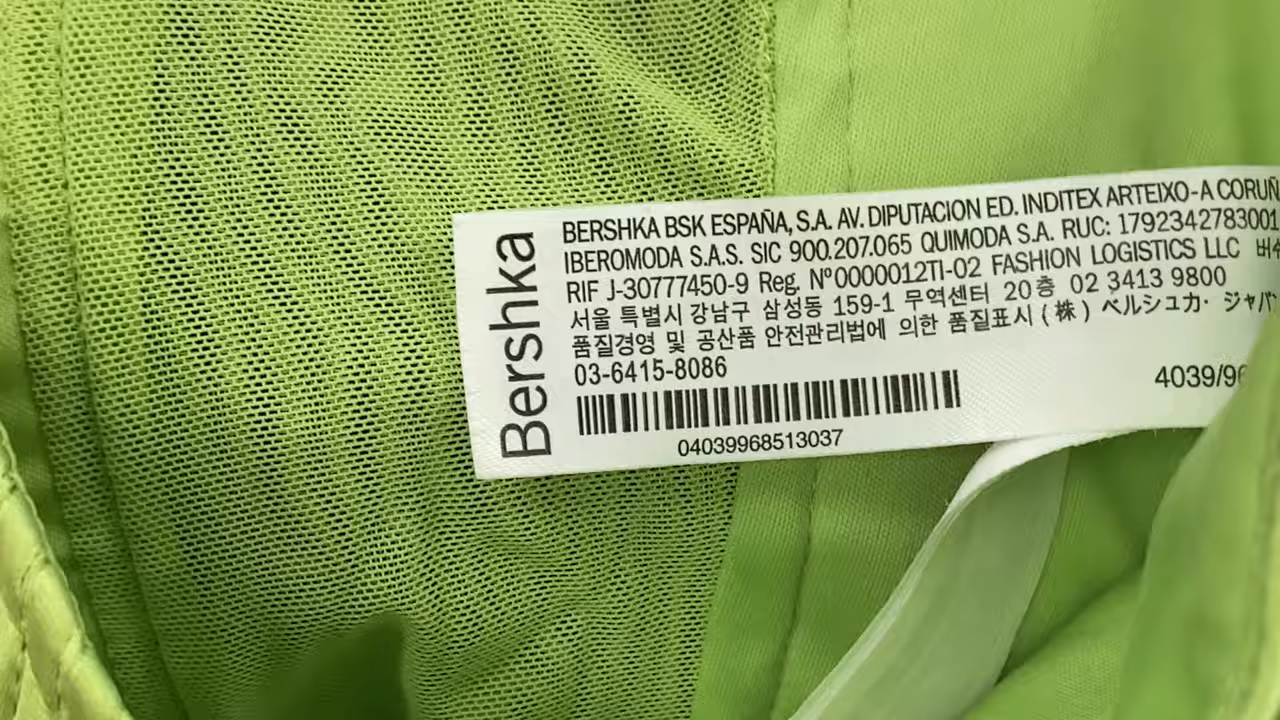 Bershka
BERSHKA BSK ESPAÑA, S.A. AV. DIPUTACION ED. INDITEX ARTEIXO-A CORUÑ
IBEROMODA S.A.S. SIC 900.207.065 QUIMODA S.A. RUC: 1792342783001
RIF J-30777450-9 Reg. Nº0000012TI-02 FASHION LOGISTICS LLC
서울 특별시 강남구 삼성동 159-1 무역센터 20층 02 3413 9800
품질경영 및 공산품 안전관리법에 의한 품질표시 (株) ベルシュカ· ジャパ
03-6415-8086
4039/96
04039968513037